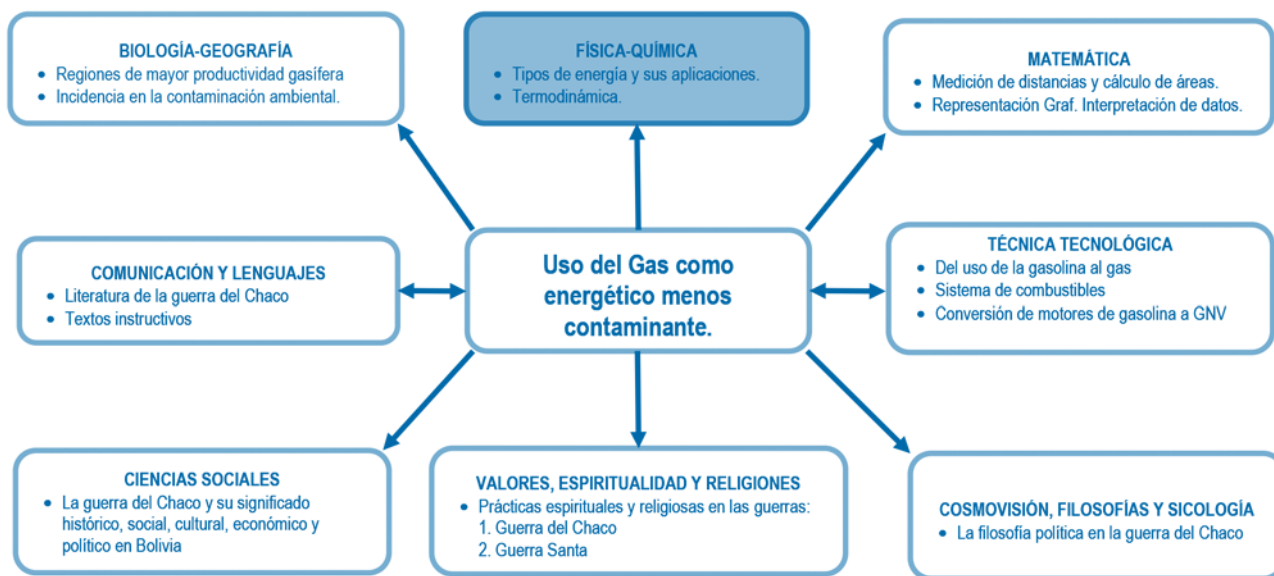 BIOLOGÍA-GEOGRAFÍA
• Regiones de mayor productividad gasífera
• Incidencia en la contaminación ambiental.
FÍSICA-QUÍMICA
• Tipos de energía y sus aplicaciones.
• Termodinámica.
MATEMÁTICA
• Medición de distancias y cálculo de áreas.
• Representación Graf. Interpretación de datos.
COMUNICACIÓN Y LENGUAJES
• Literatura de la guerra del Chaco
• Textos instructivos
Uso del Gas como
energético menos
contaminante.
TÉCNICA TECNOLÓGICA
• Del uso de la gasolina al gas
• Sistema de combustibles
• Conversión de motores de gasolina a GNV
CIENCIAS SOCIALES
• La guerra del Chaco y su significado
histórico, social, cultural, económico y
político en Bolivia
VALORES, ESPIRITUALIDAD Y RELIGIONES
• Prácticas espirituales y religiosas en las guerras:
1. Guerra del Chaco
2. Guerra Santa
COSMOVISIÓN, FILOSOFÍAS Y SICOLOGÍA
• La filosofía política en la guerra del Chaco